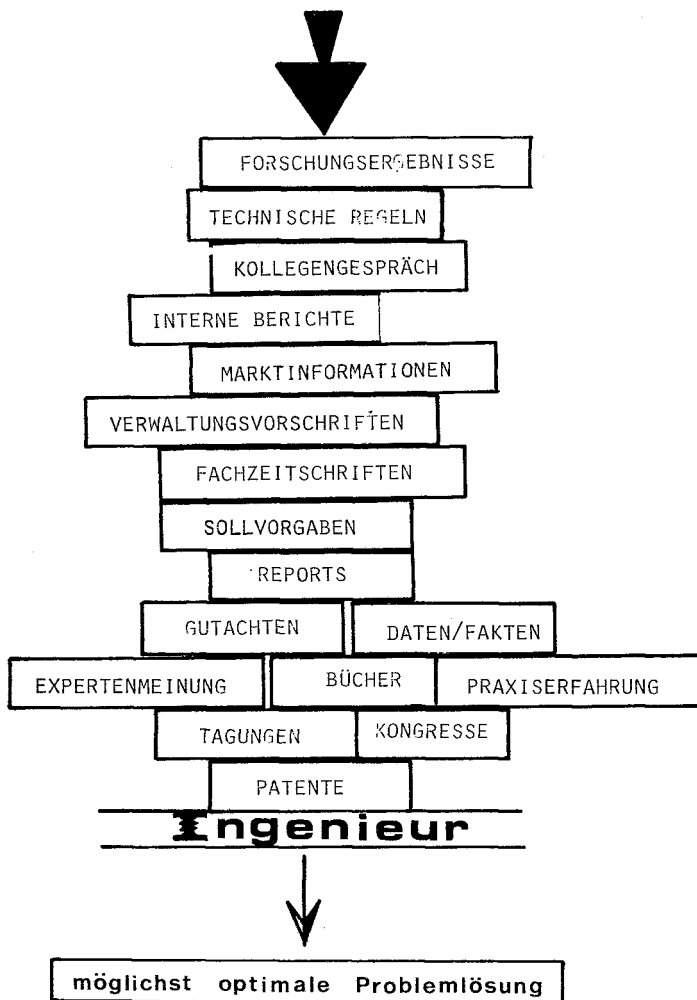 FORSCHUNGSERGEBNISSE
TECHNISCHE REGELN
KOLLEGENGESPRÄCH
INTERNE BERICHTE
MARKTINFORMATIONEN
VERWALTUNGSVORSCHRIFTEN
FACHZEITSCHRIFTEN
SOLLVORGABEN
REPORTS
GUTACHTEN DATEN/FAKTEN
EXPERTENMEINUNG BÜCHER PRAXISERFAHRUNG
TAGUNGEN KONGRESSE
PATENTE
Ingenieur
möglichst optimale Problemlösung